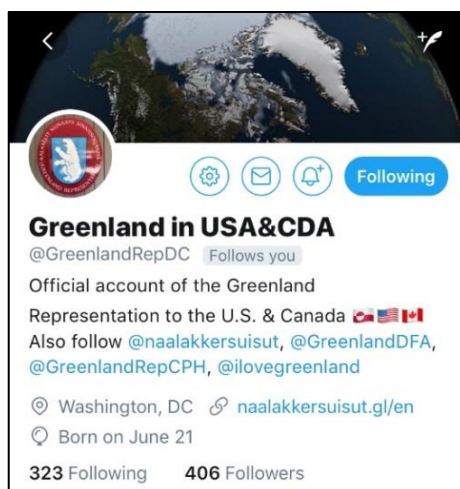 Following
Greenland in USA&CDA
@GreenlandRepDC Follows you
Official account of the Greenland
Representation to the U.S. & Canada 🇬🇱🇺🇸🇨🇦
Also follow @naalakkersuisut, @GreenlandDFA,
@GreenlandRepCPH, @ilovegreenland
Washington, DC naalakkersuisut.gl/en
Born on June 21
323 Following 406 Followers